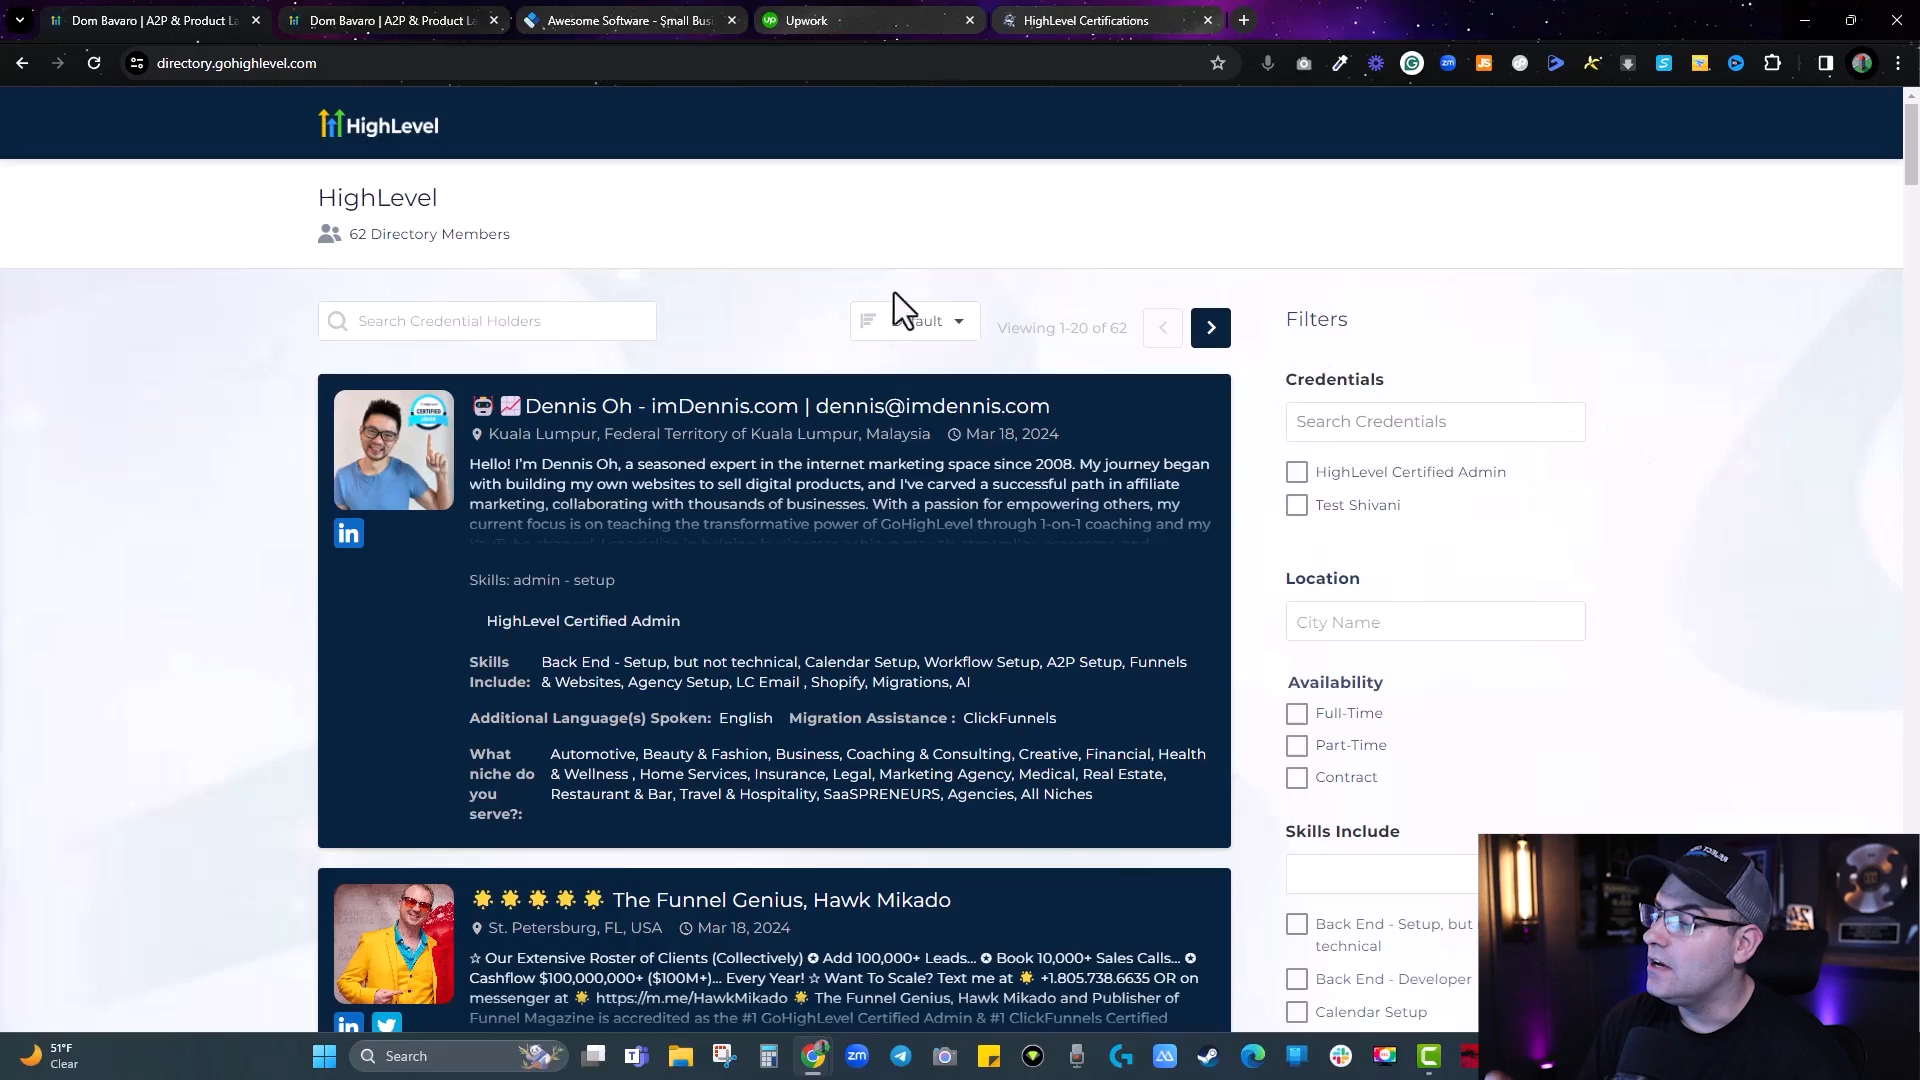 Dom Bavaro | A2P & Product La
Dom Bavaro | A2P & Product La
Awesome Software - Small Busi
Upwork
HighLevel Certifications
directory.gohighlevel.com
HighLevel
HighLevel
62 Directory Members
Search Credential Holders
Viewing 1-20 of 62
Filters
Credentials
Search Credentials
HighLevel Certified Admin
Test Shivani
Location
City Name
Availability
Full-Time
Part-Time
Contract
Skills Include
Back End - Setup, but
technical
Back End - Developer
Calendar Setup
Dennis Oh - imDennis.com | dennis@imdennis.com
Kuala Lumpur, Federal Territory of Kuala Lumpur, Malaysia Mar 18, 2024
Hello! I'm Dennis Oh, a seasoned expert in the internet marketing space since 2008. My journey began
with building my own websites to sell digital products, and I've carved a successful path in affiliate
marketing, collaborating with thousands of businesses. With a passion for empowering others, my
current focus is on teaching the transformative power of GoHighLevel through 1-on-1 coaching and my
Skills: admin - setup
HighLevel Certified Admin
Skills Include: Back End - Setup, but not technical, Calendar Setup, Workflow Setup, A2P Setup, Funnels
& Websites, Agency Setup, LC Email , Shopify, Migrations, AI
Additional Language(s) Spoken: English Migration Assistance : ClickFunnels
What niche do you serve?: Automotive, Beauty & Fashion, Business, Coaching & Consulting, Creative, Financial, Health
& Wellness , Home Services, Insurance, Legal, Marketing Agency, Medical, Real Estate,
Restaurant & Bar, Travel & Hospitality, SaaSPRENEURS, Agencies, All Niches
🌟 🌟 🌟 🌟 🌟 The Funnel Genius, Hawk Mikado
St. Petersburg, FL, USA Mar 18, 2024
☆ Our Extensive Roster of Clients (Collectively) ✪ Add 100,000+ Leads... ✪ Book 10,000+ Sales Calls... ✪
Cashflow $100,000,000+ ($100M+)... Every Year! ☆ Want To Scale? Text me at 🌟 +1.805.738.6635 OR on
messenger at 🌟 https://m.me/HawkMikado 🌟 The Funnel Genius, Hawk Mikado and Publisher of
Funnel Magazine is accredited as the #1 GoHighLevel Certified Admin & #1 ClickFunnels Certified
51°F
Clear
Search